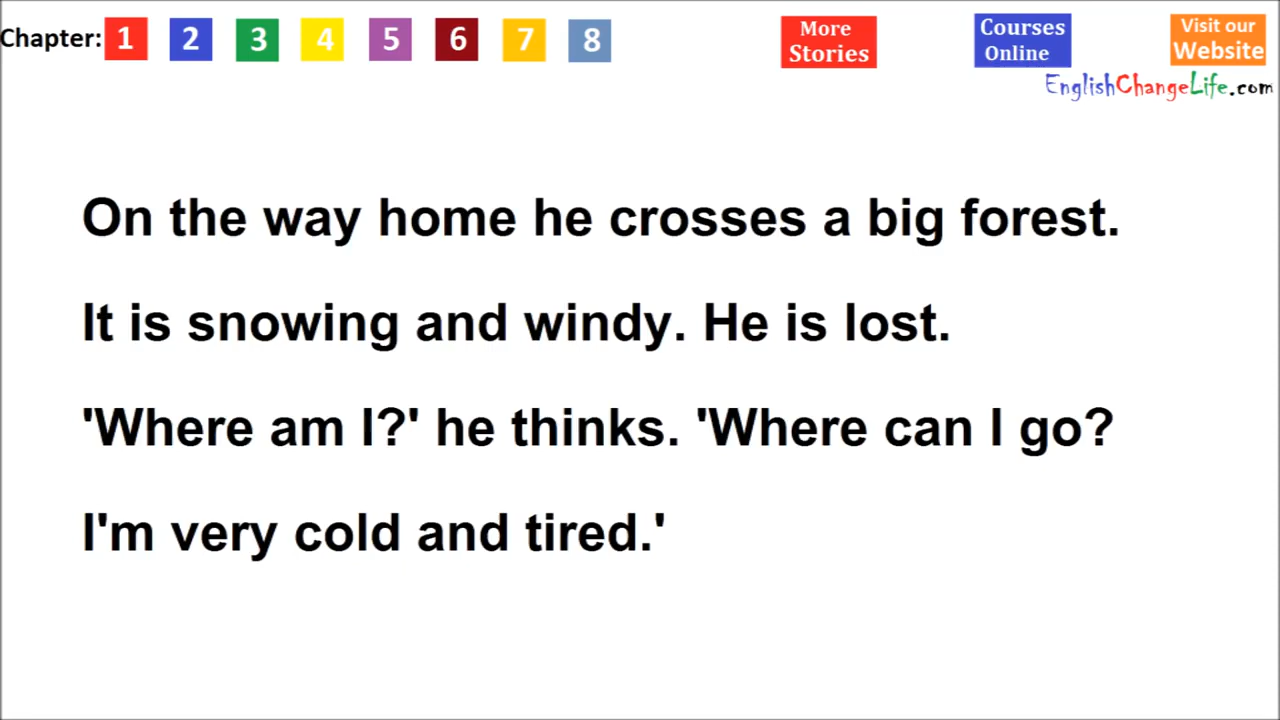 Chapter: 1 2 3 4 5 6 7 8
More Stories
Courses Online
Visit our Website
EnglishChangeLife.com
On the way home he crosses a big forest.
It is snowing and windy. He is lost.
'Where am I?' he thinks. 'Where can I go?
I'm very cold and tired.'